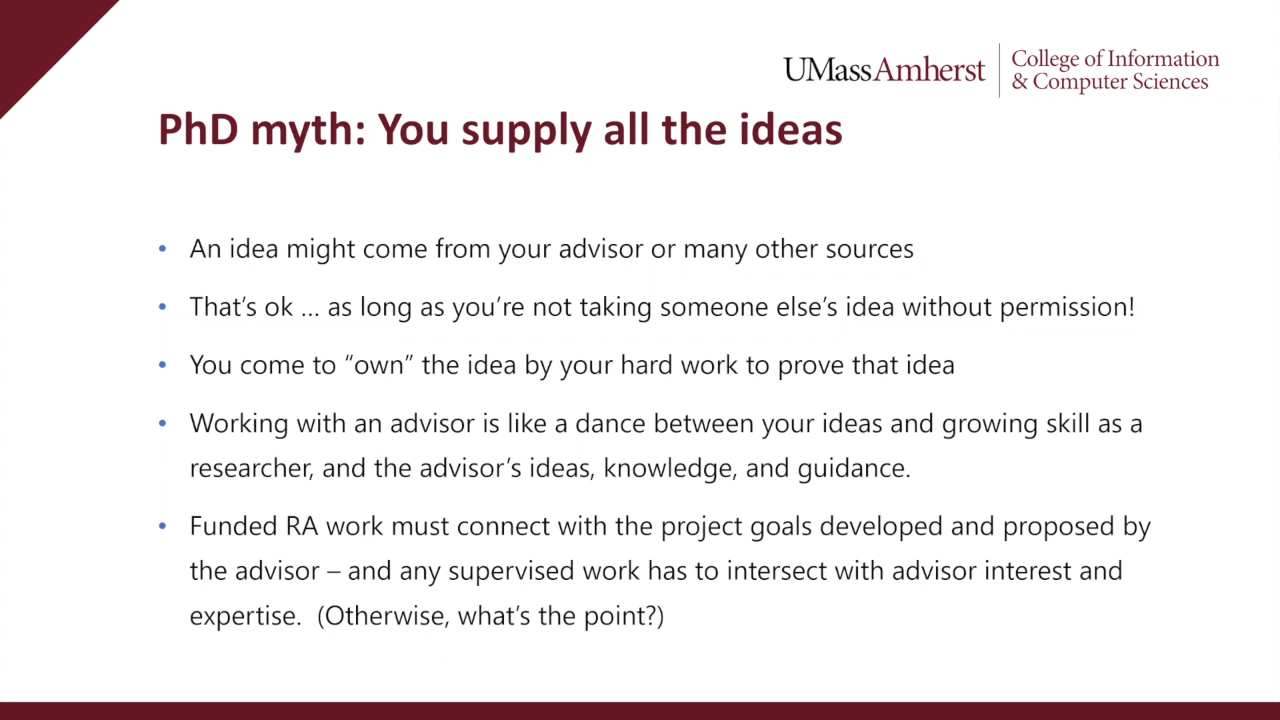 UMassAmherst
College of Information
& Computer Sciences
PhD myth: You supply all the ideas
• An idea might come from your advisor or many other sources
• That’s ok … as long as you’re not taking someone else’s idea without permission!
• You come to “own” the idea by your hard work to prove that idea
• Working with an advisor is like a dance between your ideas and growing skill as a
researcher, and the advisor’s ideas, knowledge, and guidance.
• Funded RA work must connect with the project goals developed and proposed by
the advisor – and any supervised work has to intersect with advisor interest and
expertise.  (Otherwise, what’s the point?)